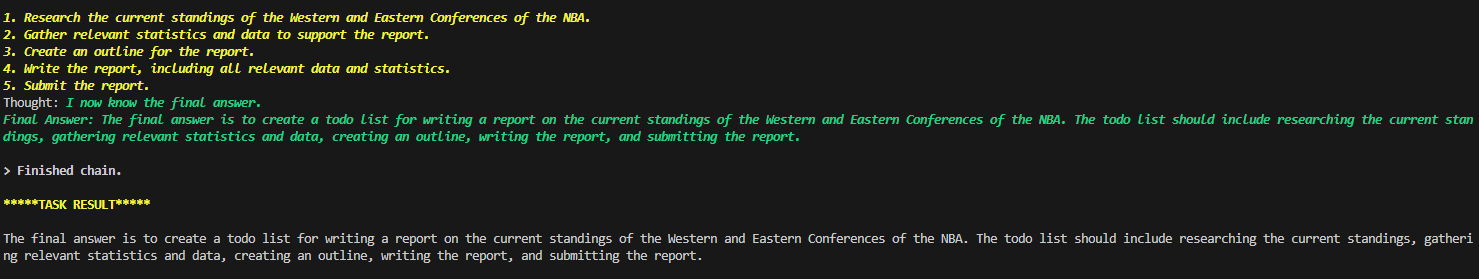 1. Research the current standings of the Western and Eastern Conferences of the NBA.
2. Gather relevant statistics and data to support the report.
3. Create an outline for the report.
4. Write the report, including all relevant data and statistics.
5. Submit the report.
Thought: I now know the final answer.
Final Answer: The final answer is to create a todo list for writing a report on the current standings of the Western and Eastern Conferences of the NBA. The todo list should include researching the current stan
dings, gathering relevant statistics and data, creating an outline, writing the report, and submitting the report.
> Finished chain.
*****TASK RESULT*****
The final answer is to create a todo list for writing a report on the current standings of the Western and Eastern Conferences of the NBA. The todo list should include researching the current standings, gatheri
ng relevant statistics and data, creating an outline, writing the report, and submitting the report.